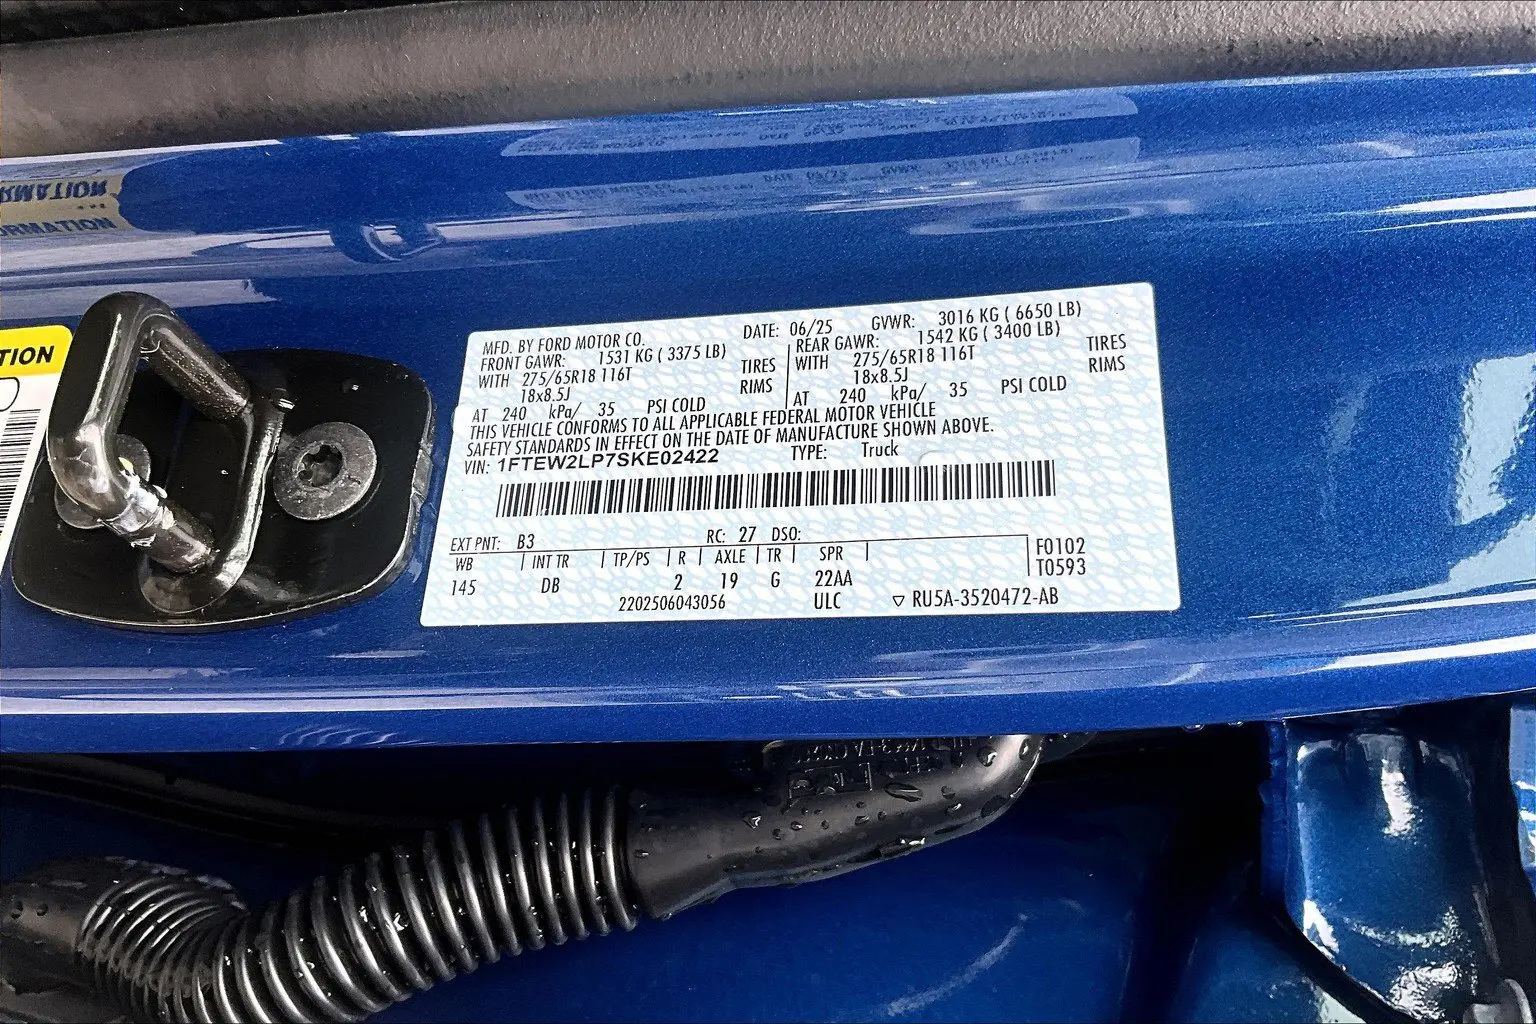 RMATION
ORMATION
TION
MFD. BY FORD MOTOR CO. DATE: 06/25 GVWR: 3016 KG ( 6650 LB)
FRONT GAWR: 1531 KG ( 3375 LB) REAR GAWR: 1542 KG ( 3400 LB)
WITH 275/65R18 116T TIRES WITH 275/65R18 116T TIRES
18x8.5J RIMS 18x8.5J RIMS
AT 240 kPa/ 35 PSI COLD AT 240 kPa/ 35 PSI COLD
THIS VEHICLE CONFORMS TO ALL APPLICABLE FEDERAL MOTOR VEHICLE
SAFETY STANDARDS IN EFFECT ON THE DATE OF MANUFACTURE SHOWN ABOVE.
VIN: 1FTEW2LP7SKE02422 TYPE: Truck
EXT PNT: B3 RC: 27 DSO:
WB INT TR TP/PS R AXLE TR SPR F0102
145 DB 2 19 G 22AA T0593
2202506043056 ULC ▽ RU5A-3520472-AB